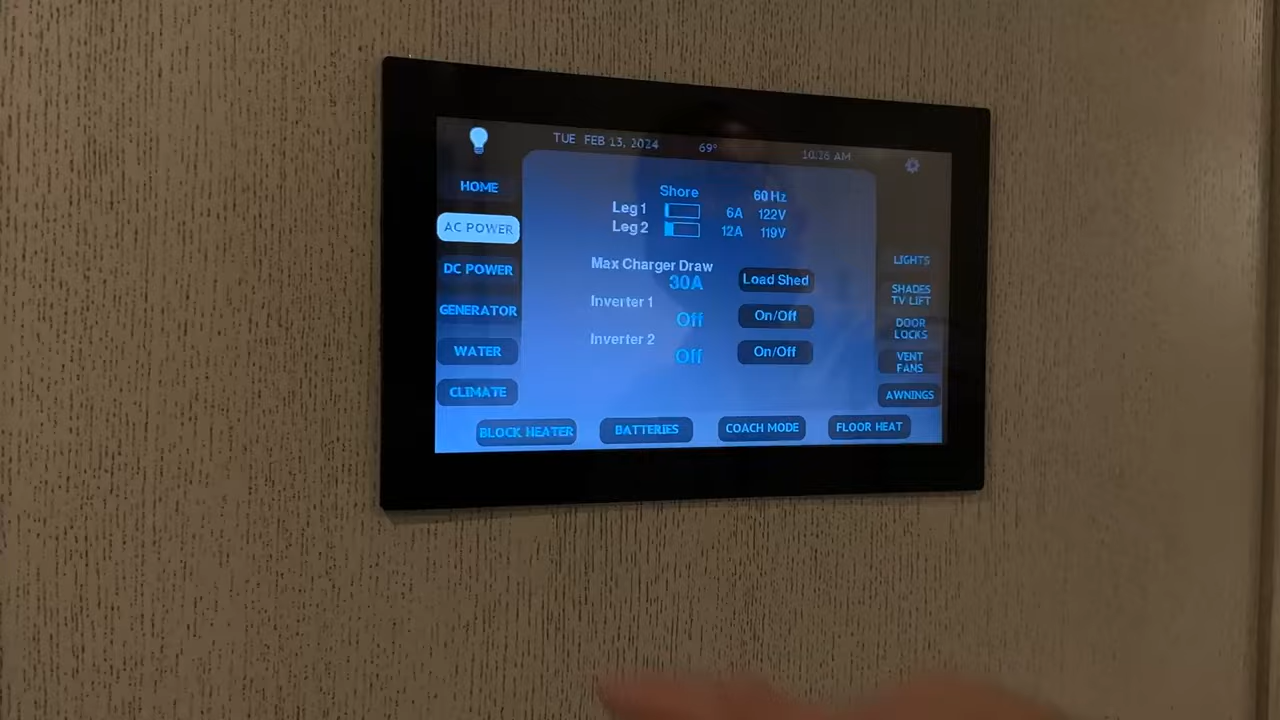 TUE FEB 13, 2024 69° 10:26 AM
HOME
AC POWER
DC POWER
GENERATOR
WATER
CLIMATE
Shore 60 Hz
Leg 1 6A 122V
Leg 2 12A 119V
Max Charger Draw
30A Load Shed
Inverter 1
Off On/Off
Inverter 2
Off On/Off
LIGHTS
SHADES
TV LIFT
DOOR
LOCKS
VENT
FANS
AWNINGS
BLOCK HEATER BATTERIES COACH MODE FLOOR HEAT